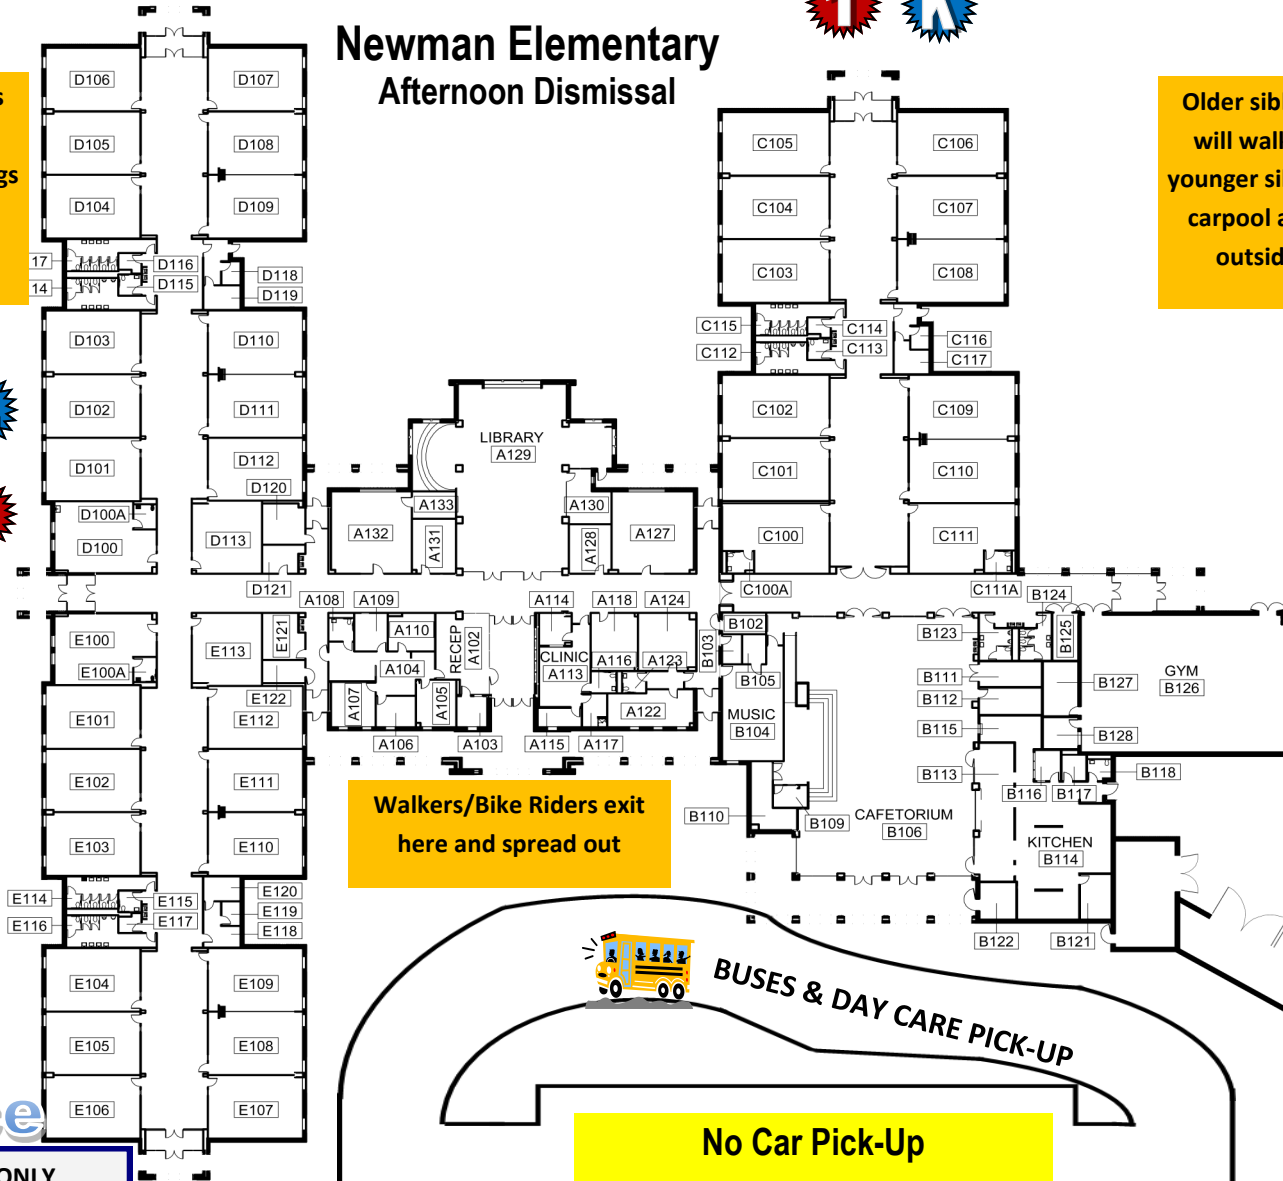 Newman Elementary
Afternoon Dismissal
1 K
s
gs
Older sib
will wall
younger si
carpool a
outsid
D106
D107
D105
D108
D104
D109
17
D116
D118
14
D115
D119
D103
D110
D102
D111
D101
D112
D120
D100A
D100
D113
D121
C105
C106
C104
C107
C103
C108
C115
C114
C116
C112
C113
C117
C102
C109
C101
C110
C100
C111
C100A
C111A
LIBRARY
A129
A133
A130
A132
A131
A128
A127
A108
A109
A114
A118
A124
A110
RECEP
A102
CLINIC
A113
A104
A116
A123
A107
A105
A122
A106
A103
A115
A117
B102
B103
B105
MUSIC
B104
B124
B123
B125
B111
B127
GYM
B126
B112
B115
B128
B113
B118
B116
B117
B110
B109
CAFETORIUM
B106
KITCHEN
B114
B122
B121
E100
E113
E121
E100A
E122
E101
E112
E102
E111
E103
E110
E114
E115
E120
E119
E116
E117
E118
E104
E109
E105
E108
E106
E107
Walkers/Bike Riders exit
here and spread out
BUSES & DAY CARE PICK-UP
No Car Pick-Up
e
ONLY